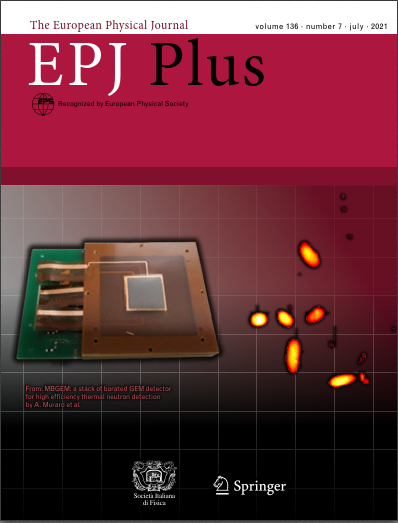 The European Physical Journal
volume 136 · number 7 · july · 2021
EPJ Plus
Recognized by European Physical Society
From: MBGEM: a stack of borated GEM detector
for high efficiency thermal neutron detection
by A. Muraro et al.
Società Italiana
di Fisica
Springer